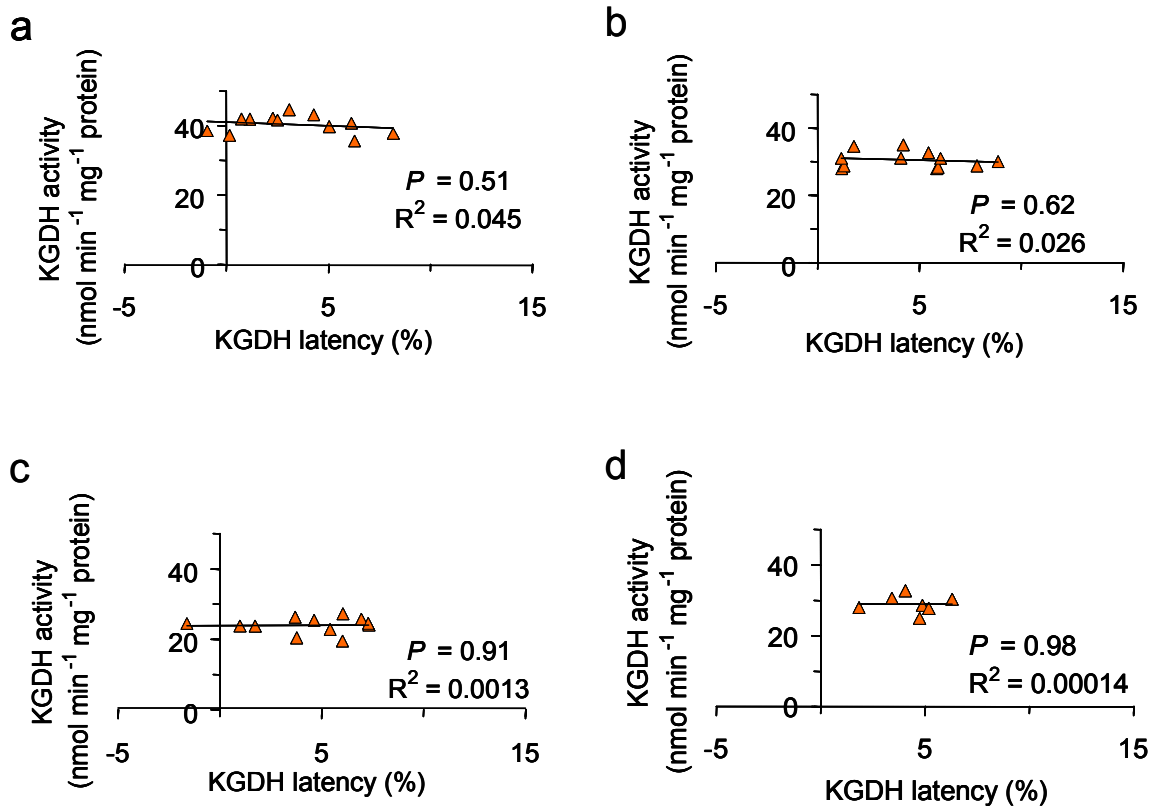 a
KGDH activity
(nmol min⁻¹ mg⁻¹ protein)
40
20
0
-5
5
15
KGDH latency (%)
P = 0.51
R² = 0.045
b
KGDH activity
(nmol min⁻¹ mg⁻¹ protein)
40
20
0
-5
5
15
KGDH latency (%)
P = 0.62
R² = 0.026
c
KGDH activity
(nmol min⁻¹ mg⁻¹ protein)
40
20
0
-5
5
15
KGDH latency (%)
P = 0.91
R² = 0.0013
d
KGDH activity
(nmol min⁻¹ mg⁻¹ protein)
40
20
0
-5
5
15
KGDH latency (%)
P = 0.98
R² = 0.00014